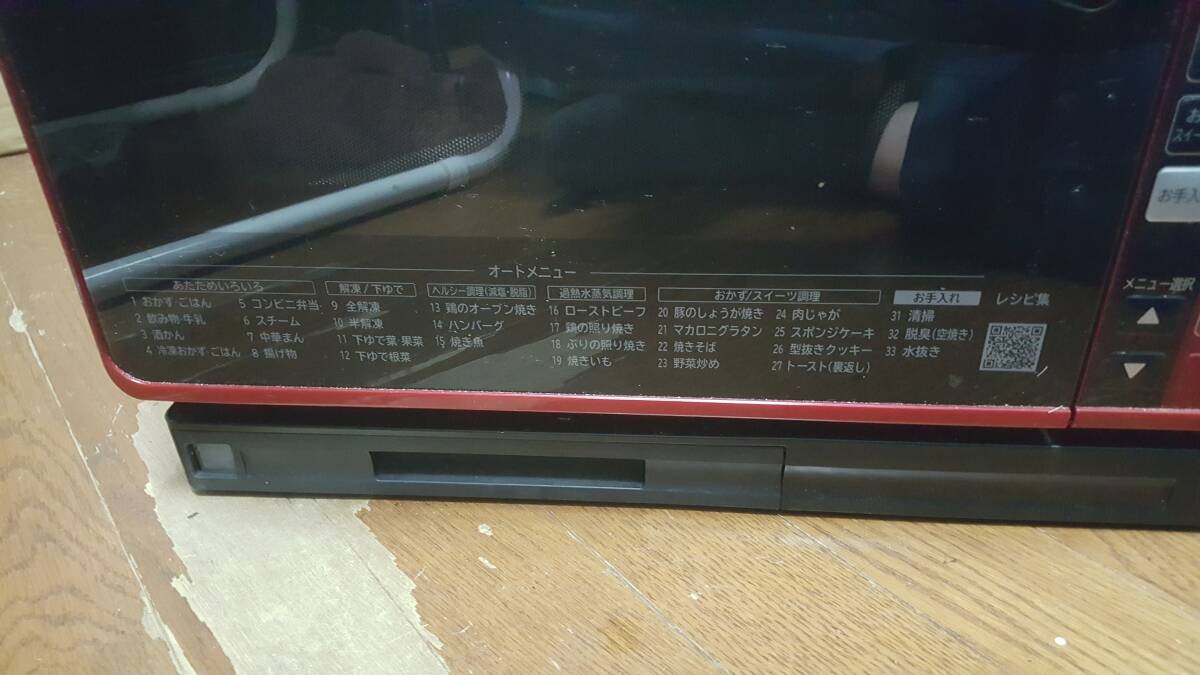 オートメニュー
あたためいろいろ
1 おかず・ごはん
2 飲み物・牛乳
3 酒かん
4 冷凍おかず・ごはん
5 コンビニ弁当
6 スチーム
7 中華まん
8 揚げ物
解凍/下ゆで
9 全解凍
10 半解凍
11 下ゆで葉・果菜
12 下ゆで根菜
ヘルシー調理(減塩・脱脂)
13 鶏のオーブン焼き
14 ハンバーグ
15 焼き魚
過熱水蒸気調理
16 ローストビーフ
17 鶏の照り焼き
18 ぶりの照り焼き
19 焼きいも
おかず/スイーツ調理
20 豚のしょうが焼き
21 マカロニグラタン
22 焼きそば
23 野菜炒め
24 肉じゃが
25 スポンジケーキ
26 型抜きクッキー
27 トースト(裏返し)
お手入れ
31 清掃
32 脱臭(空焼き)
33 水抜き
レシピ集
お
スイー
お手入
メニュー選択